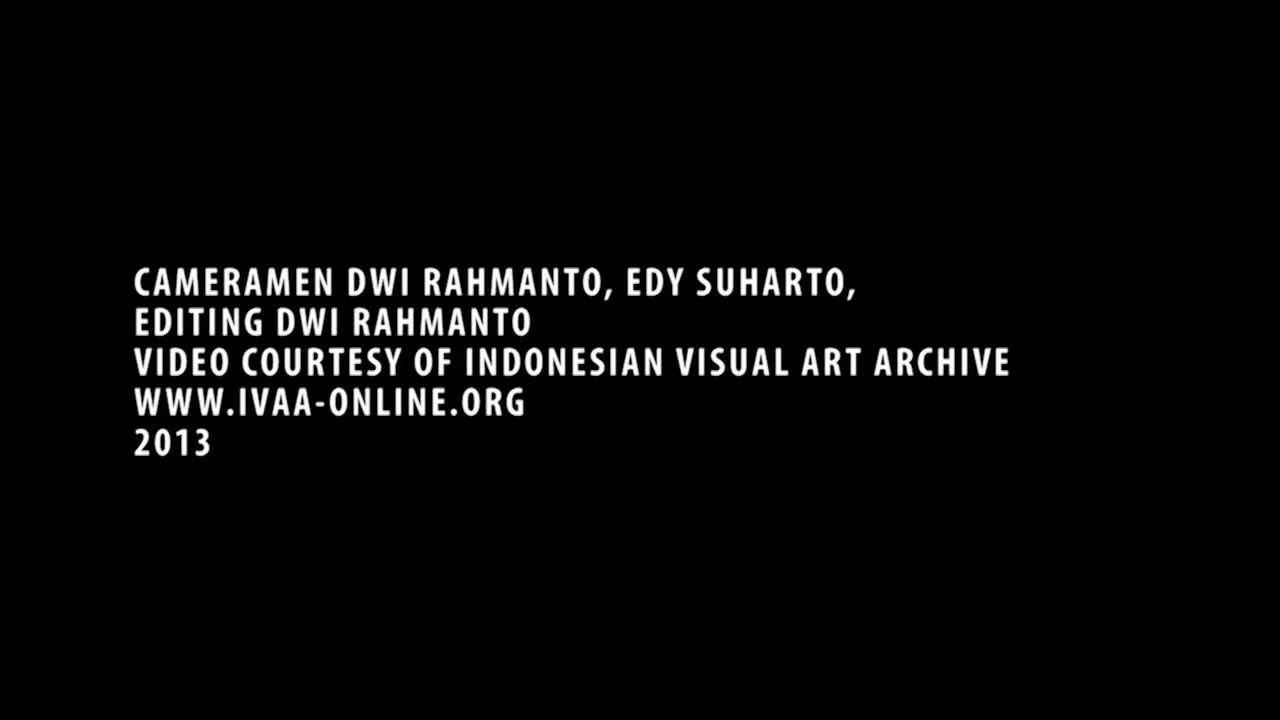 CAMERAMEN DWI RAHMANTO, EDY SUHARTO,
EDITING DWI RAHMANTO
VIDEO COURTESY OF INDONESIAN VISUAL ART ARCHIVE
WWW.IVAA-ONLINE.ORG
2013